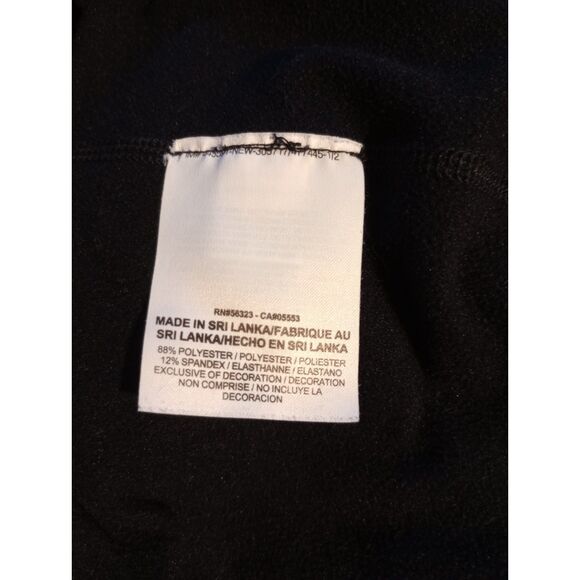 RN#56323 - CA#05553
MADE IN SRI LANKA/FABRIQUE AU
SRI LANKA/HECHO EN SRI LANKA
88% POLYESTER / POLYESTER / POLIESTER
12% SPANDEX / ELASTHANNE / ELASTANO
EXCLUSIVE OF DECORATION / DECORATION
NON COMPRISE / NO INCLUYE LA
DECORACION